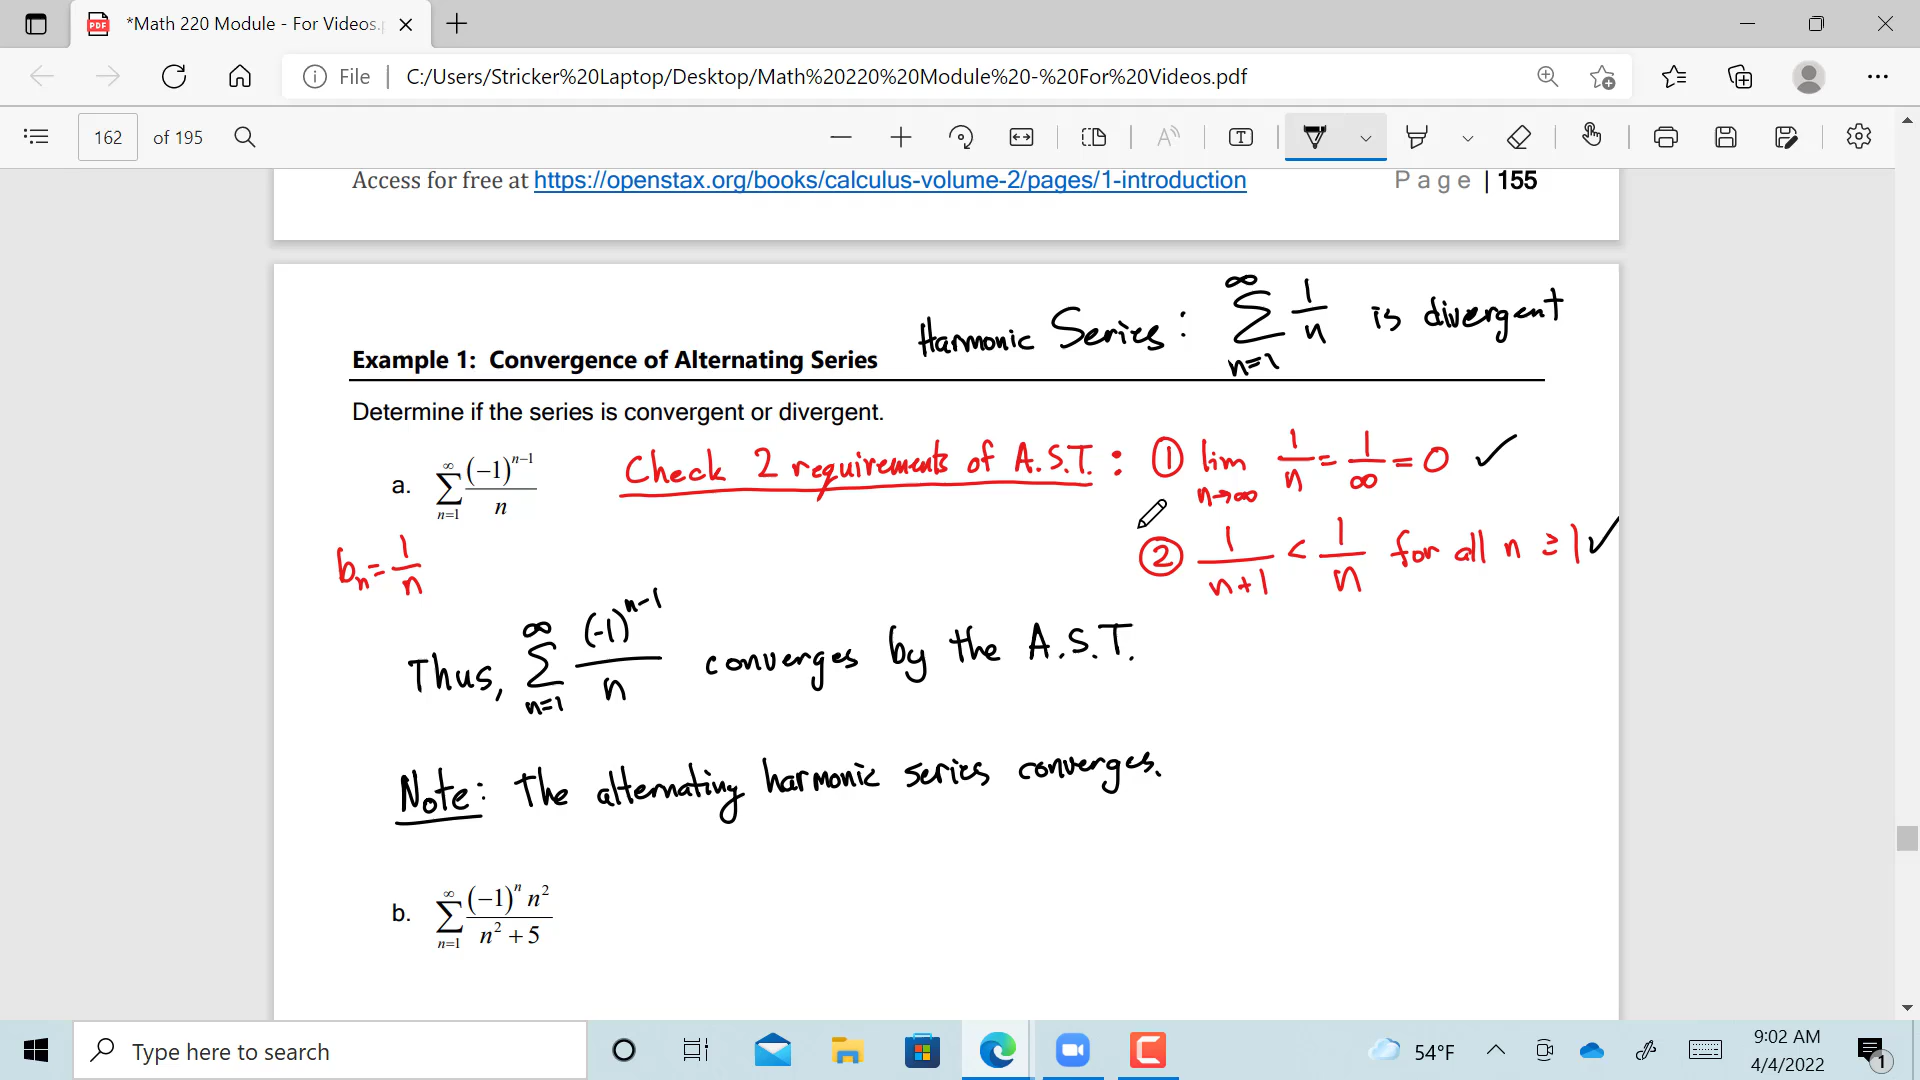 *Math 220 Module - For Videos.
File C:/Users/Stricker%20Laptop/Desktop/Math%20220%20Module%20-%20For%20Videos.pdf
162 of 195
Access for free at https://openstax.org/books/calculus-volume-2/pages/1-introduction Page | 155
Harmonic Series: ∑_{n=1}^{∞} 1/n is divergent
Example 1: Convergence of Alternating Series
Determine if the series is convergent or divergent.
a. ∑_{n=1}^{∞} (−1)^{n−1}/n
Check 2 requirements of A.S.T.: ① lim_{n→∞} 1/n = 1/∞ = 0 ✓
② 1/(n+1) < 1/n for all n ≥ 1 ✓
b_n = 1/n
Thus, ∑_{n=1}^{∞} (-1)^{n-1}/n converges by the A.S.T.
Note: The alternating harmonic series converges.
b. ∑_{n=1}^{∞} (−1)^n n²/(n² + 5)
Type here to search
54°F
9:02 AM
4/4/2022
1